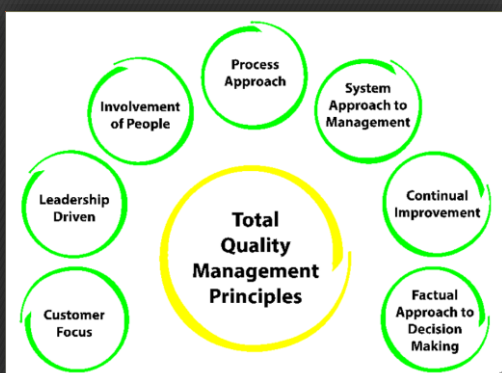 Process
Approach
Involvement
of People
System
Approach to
Management
Leadership
Driven
Continual
Improvement
Total
Quality
Management
Principles
Customer
Focus
Factual
Approach to
Decision
Making